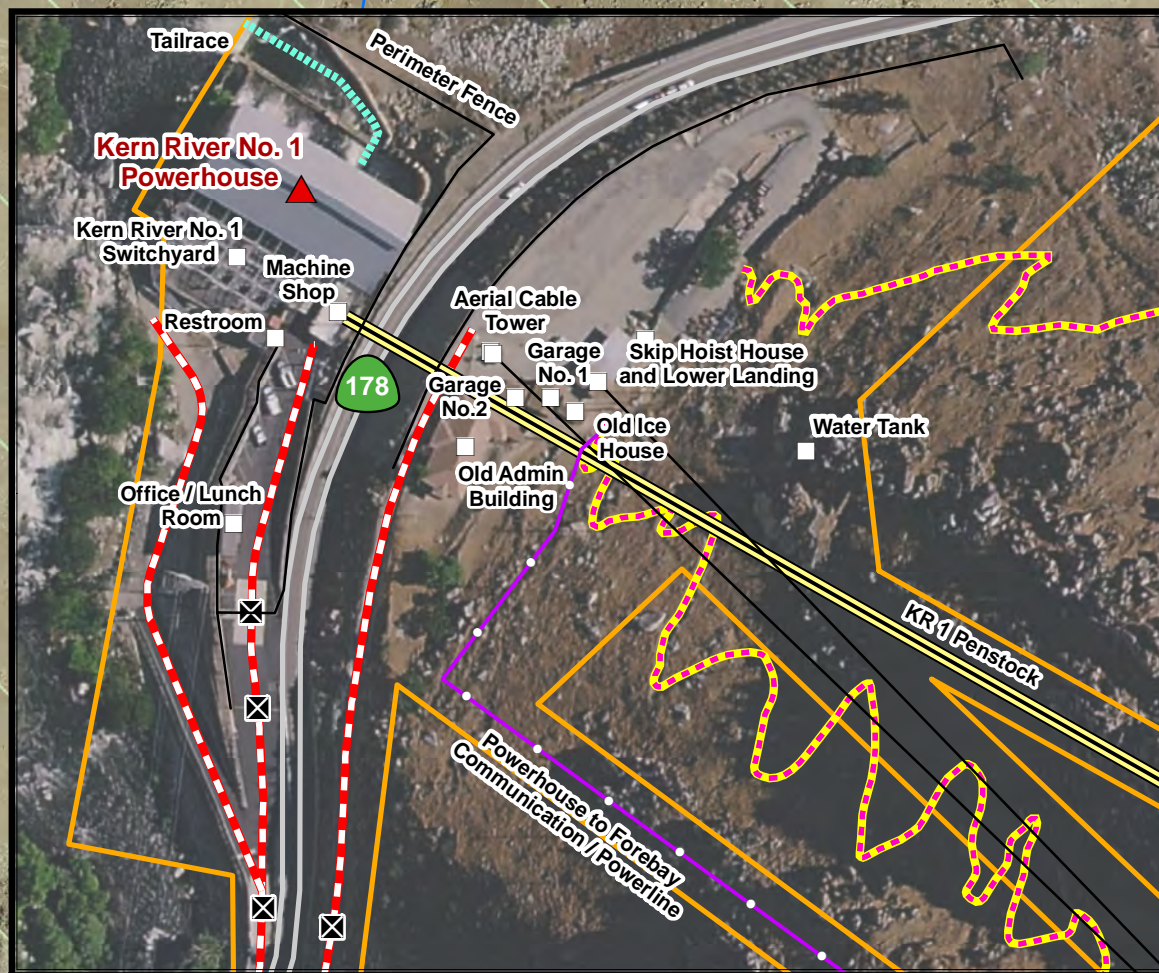 Tailrace
Perimeter Fence
Kern River No. 1
Powerhouse
Kern River No. 1
Switchyard
Machine
Shop
Restroom
Aerial Cable
Tower
178
Garage
No. 1
Skip Hoist House
and Lower Landing
Garage
No.2
Old Ice
House
Water Tank
Old Admin
Building
Office / Lunch
Room
KR 1 Penstock
Powerhouse to Forebay
Communication / Powerline